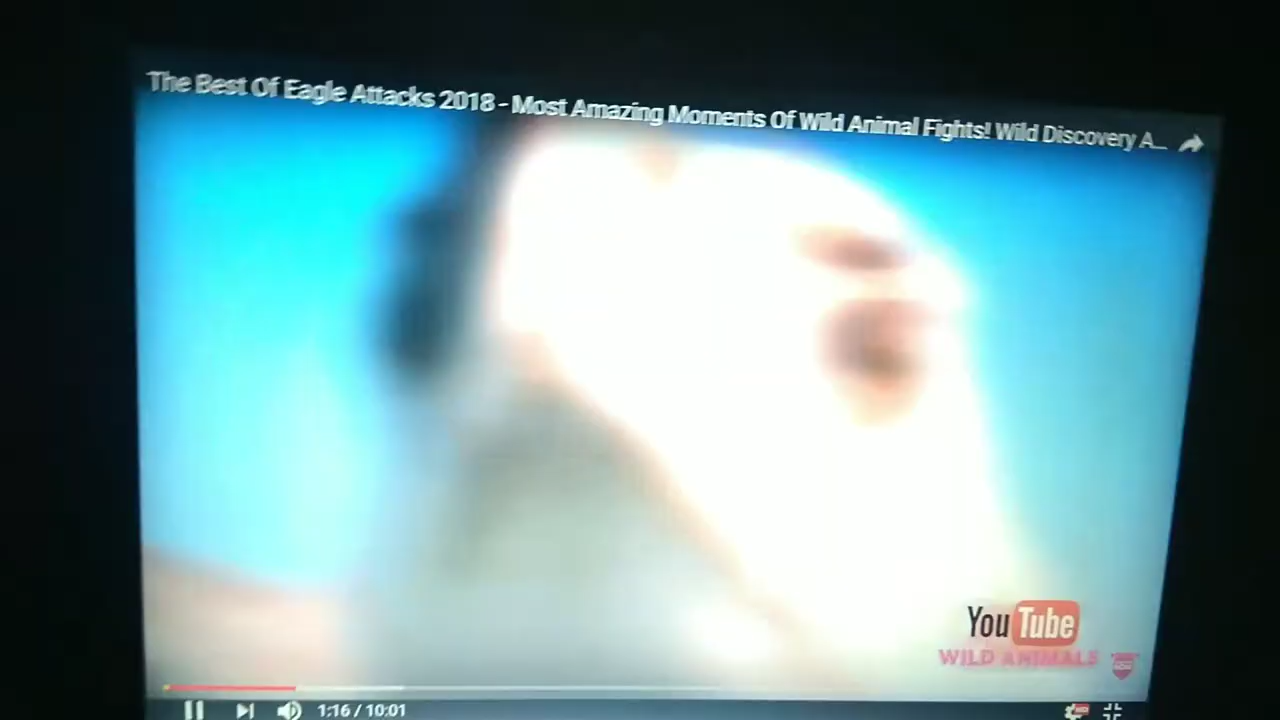 The Best Of Eagle Attacks 2018 - Most Amazing Moments Of Wild Animal Fights! Wild Discovery A...
YouTube
WILD ANIMALS
1:16 / 10:01